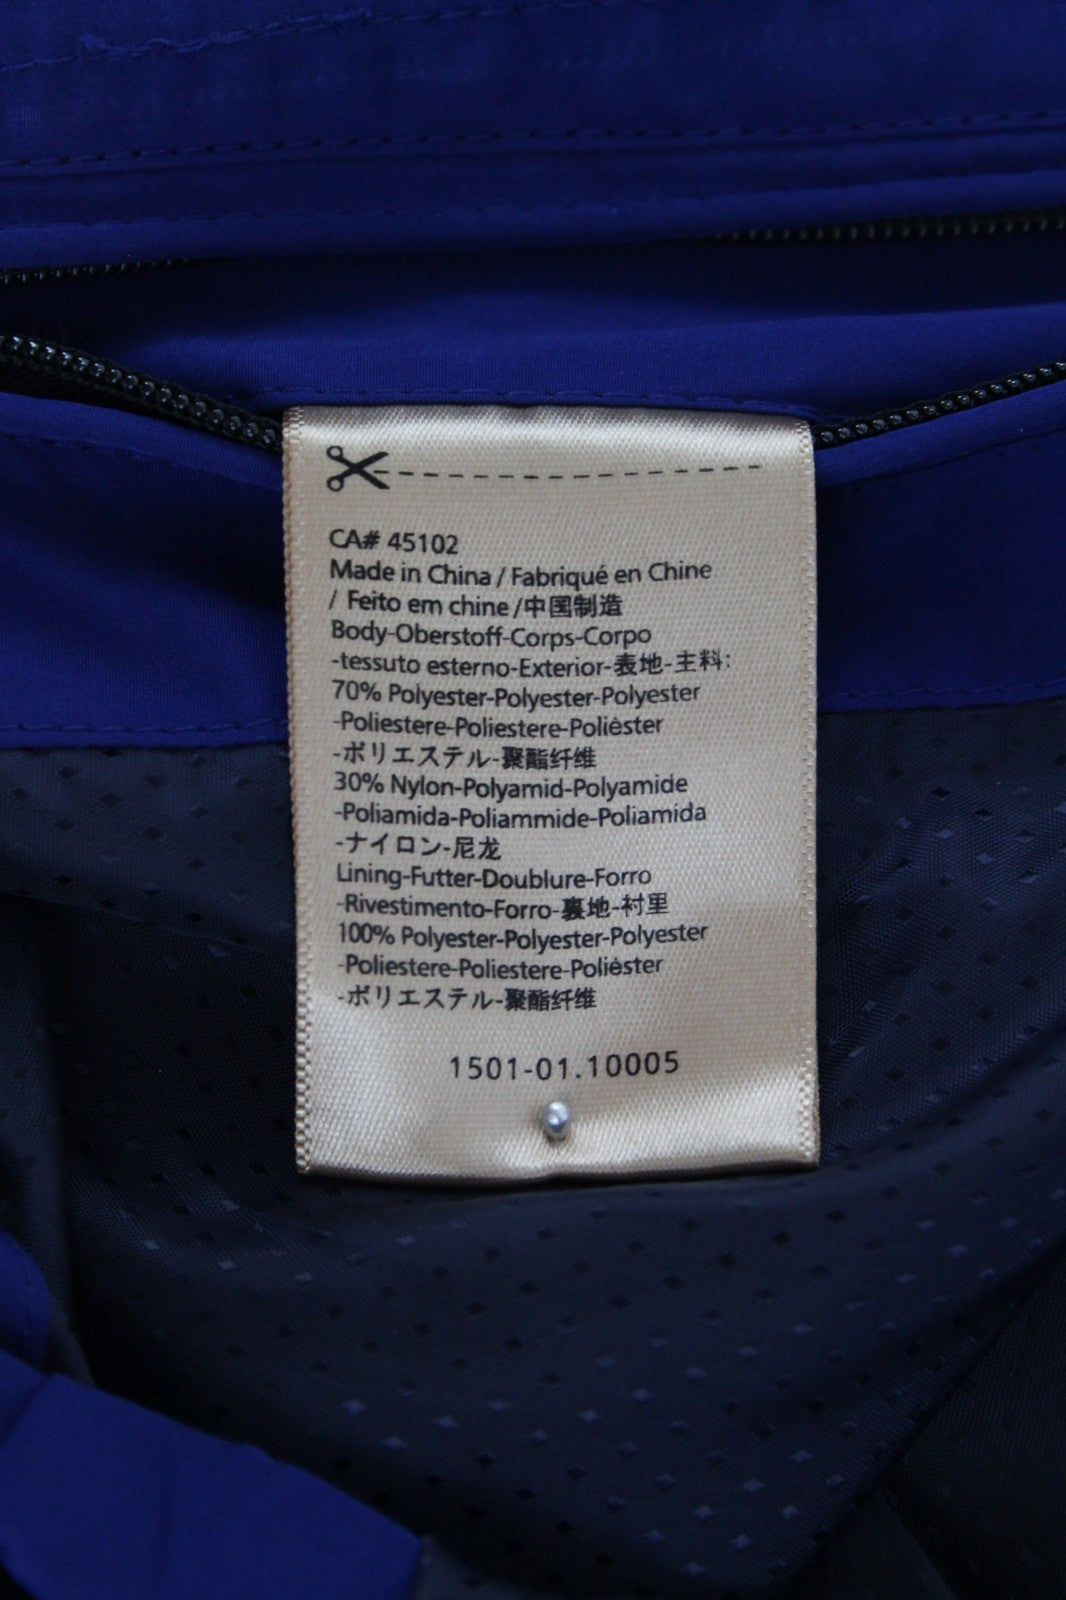 CA# 45102
Made in China / Fabriqué en Chine
/ Feito em chine /中国制造
Body-Oberstoff-Corps-Corpo
-tessuto esterno-Exterior-表地-主料:
70% Polyester-Polyester-Polyester
-Poliestere-Poliestere-Poliéster
-ポリエステル-聚酯纤维
30% Nylon-Polyamid-Polyamide
-Poliamida-Poliammide-Poliamida
-ナイロン-尼龙
Lining-Futter-Doublure-Forro
-Rivestimento-Forro-裏地-衬里
100% Polyester-Polyester-Polyester
-Poliestere-Poliestere-Poliéster
-ポリエステル-聚酯纤维
1501-01.10005